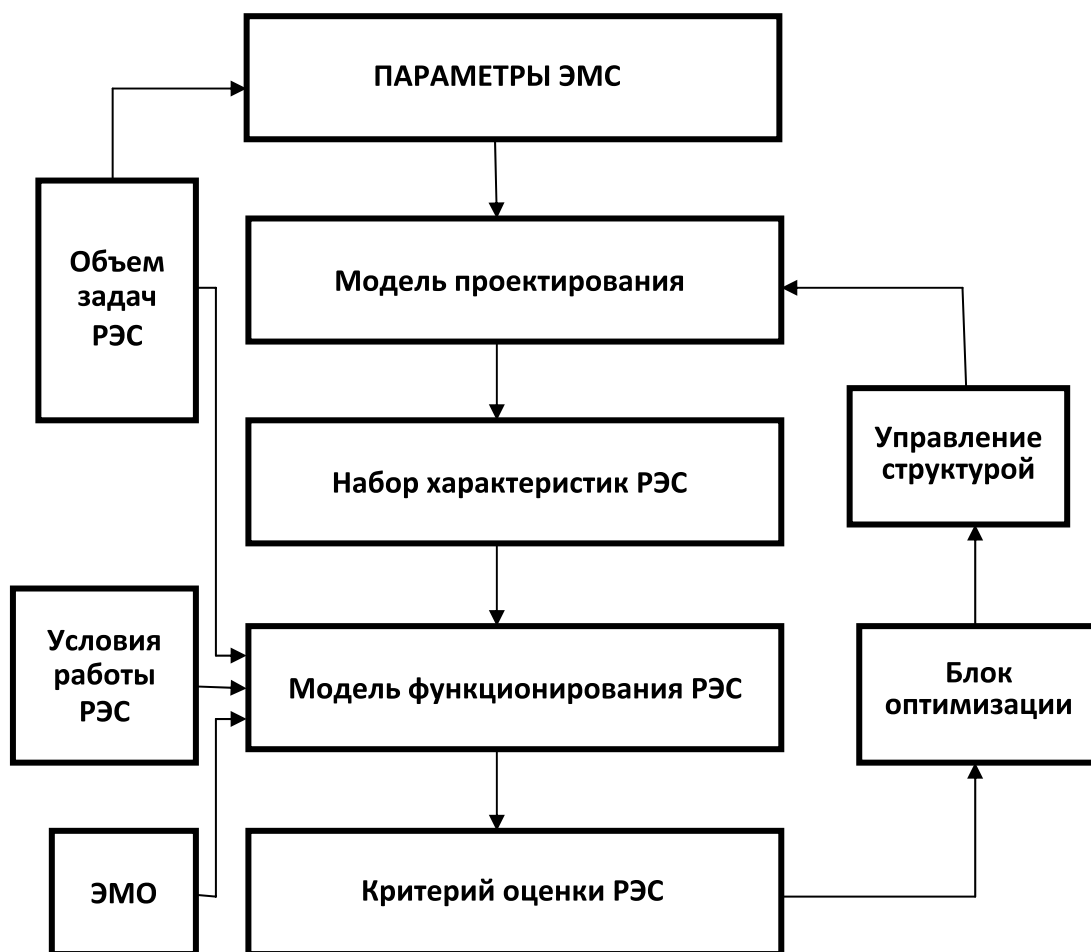 ПАРАМЕТРЫ ЭМС
Объем
задач
РЭС
Модель проектирования
Управление
структурой
Набор характеристик РЭС
Условия
работы
РЭС
Модель функционирования РЭС
Блок
оптимизации
ЭМО
Критерий оценки РЭС